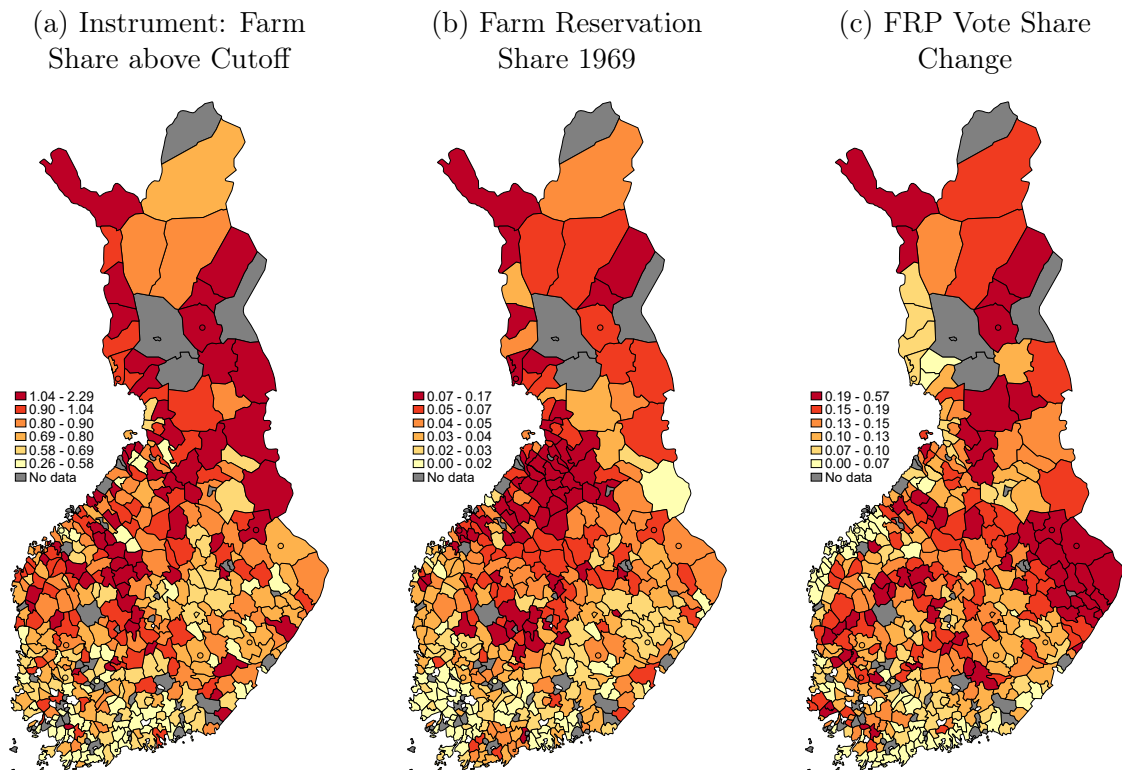 (a) Instrument: Farm
Share above Cutoff
(b) Farm Reservation
Share 1969
(c) FRP Vote Share
Change
1.04 - 2.29
0.90 - 1.04
0.80 - 0.90
0.69 - 0.80
0.58 - 0.69
0.26 - 0.58
No data
0.07 - 0.17
0.05 - 0.07
0.04 - 0.05
0.03 - 0.04
0.02 - 0.03
0.00 - 0.02
No data
0.19 - 0.57
0.15 - 0.19
0.13 - 0.15
0.10 - 0.13
0.07 - 0.10
0.00 - 0.07
No data